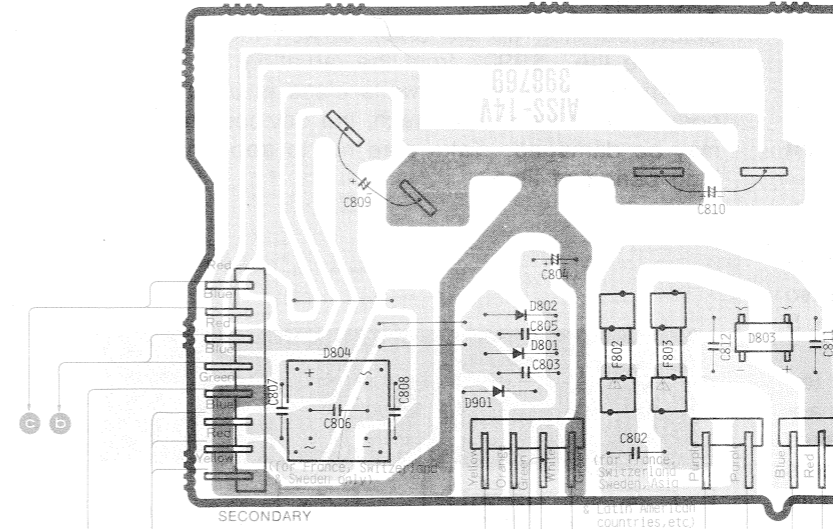 396769
AISS-14V
C809
C810
C804
D802
C805
D801
C803
D901
F802
F803
C812
D803
C811
Red
Blue
Red
Blue
Green
Blue
Red
Yellow
D804
C807
C808
C806
(for France, Switzerland
Sweden only)
C
D
Yellow
Orange
Green
White
Green
C802
(for France,
Switzerland
Sweden, Asia
& Latin American
countries, etc)
Purple
Purple
Blue
Red
SECONDARY